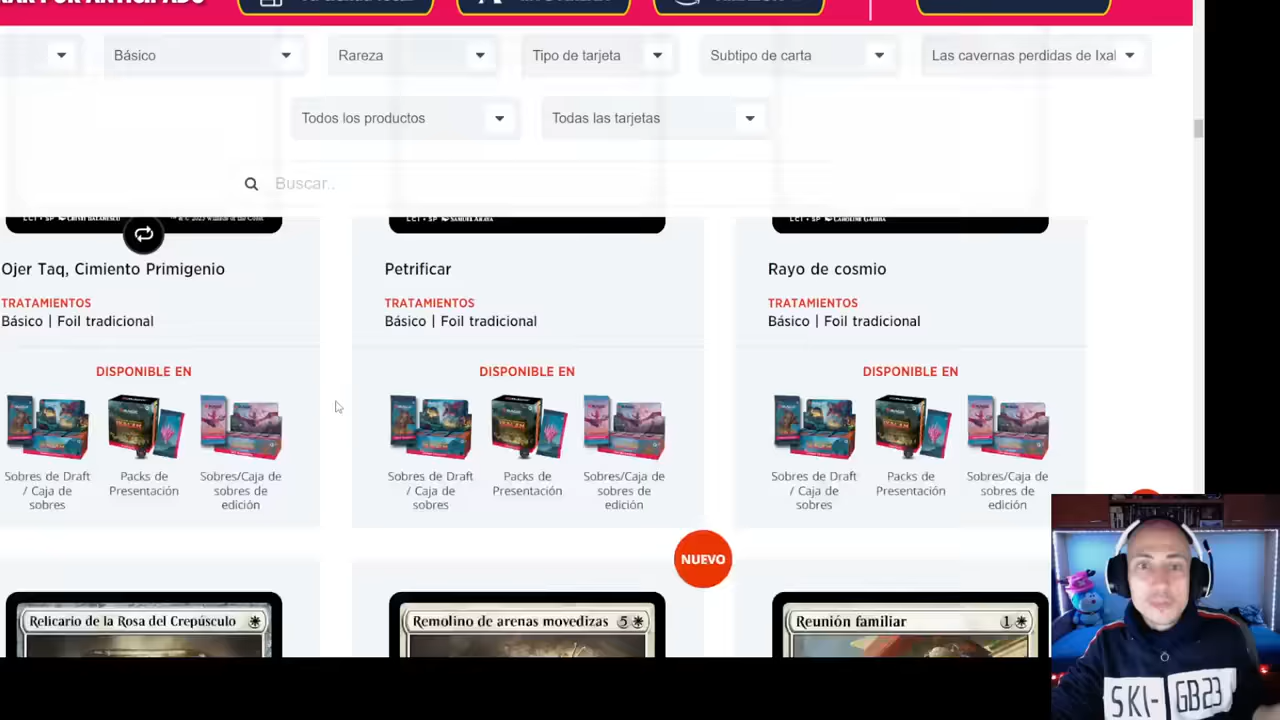 Básico
Rareza
Tipo de tarjeta
Subtipo de carta
Las cavernas perdidas de Ixal
Todos los productos
Todas las tarjetas
Buscar..
Ojer Taq, Cimiento Primigenio
TRATAMIENTOS
Básico | Foil tradicional
DISPONIBLE EN
Sobres de Draft
/ Caja de
sobres
Packs de
Presentación
Sobres/Caja de
sobres de
edición
Petrificar
TRATAMIENTOS
Básico | Foil tradicional
DISPONIBLE EN
Sobres de Draft
/ Caja de
sobres
Packs de
Presentación
Sobres/Caja de
sobres de
edición
Rayo de cosmio
TRATAMIENTOS
Básico | Foil tradicional
DISPONIBLE EN
Sobres de Draft
/ Caja de
sobres
Packs de
Presentación
Sobres/Caja de
sobres de
edición
NUEVO
Relicario de la Rosa del Crepúsculo
Remolino de arenas movedizas 5
Reunión familiar 1
SKI-GB23